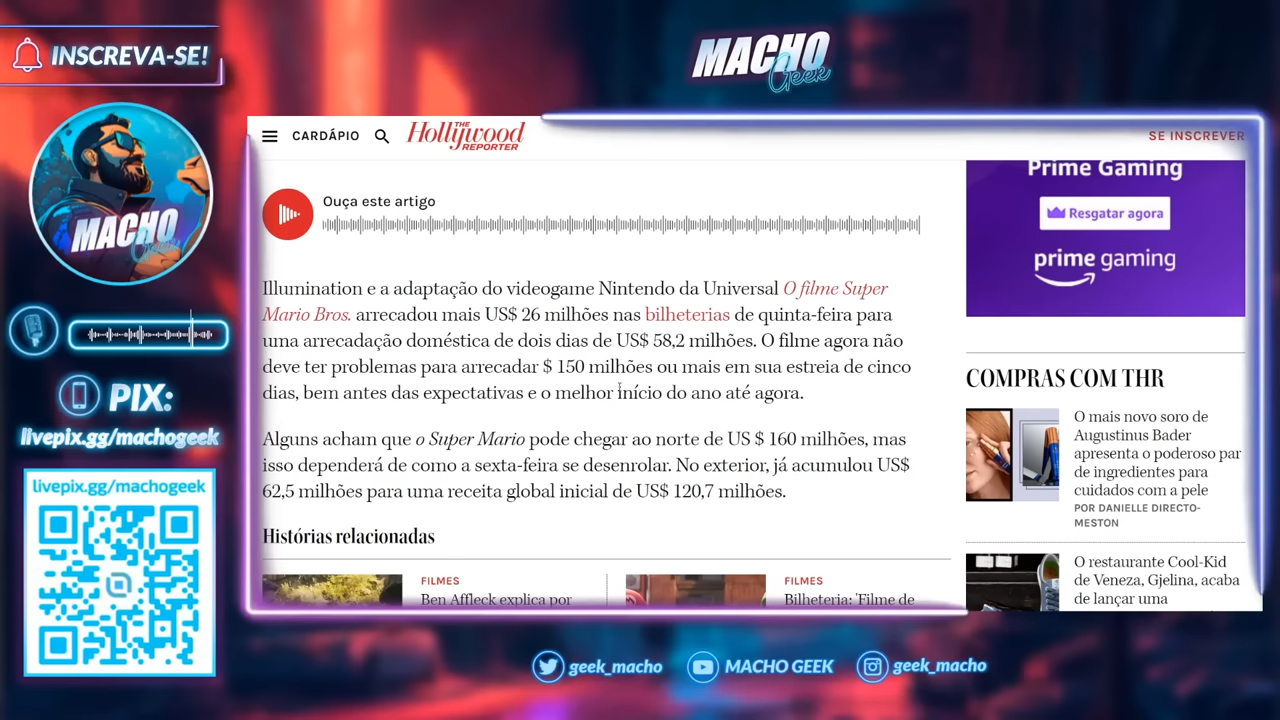 INSCREVA-SE!
MACHO
Geek
MACHO
Geek
PIX:
livepix.gg/machogeek
livepix.gg/machogeek
CARDÁPIO
THE
Hollywood
REPORTER
SE INSCREVER
Ouça este artigo
Illumination e a adaptação do videogame Nintendo da Universal O filme Super
Mario Bros. arrecadou mais US$ 26 milhões nas bilheterias de quinta-feira para
uma arrecadação doméstica de dois dias de US$ 58,2 milhões. O filme agora não
deve ter problemas para arrecadar $ 150 milhões ou mais em sua estreia de cinco
dias, bem antes das expectativas e o melhor início do ano até agora.
Alguns acham que o Super Mario pode chegar ao norte de US $ 160 milhões, mas
isso dependerá de como a sexta-feira se desenrolar. No exterior, já acumulou US$
62,5 milhões para uma receita global inicial de US$ 120,7 milhões.
Histórias relacionadas
FILMES
Ben Affleck explica por
FILMES
Bilheteria: 'Filme de
Prime Gaming
Resgatar agora
prime gaming
COMPRAS COM THR
O mais novo soro de
Augustinus Bader
apresenta o poderoso par
de ingredientes para
cuidados com a pele
POR DANIELLE DIRECTO-
MESTON
O restaurante Cool-Kid
de Veneza, Gjelina, acaba
de lançar uma
geek_macho
MACHO GEEK
geek_macho